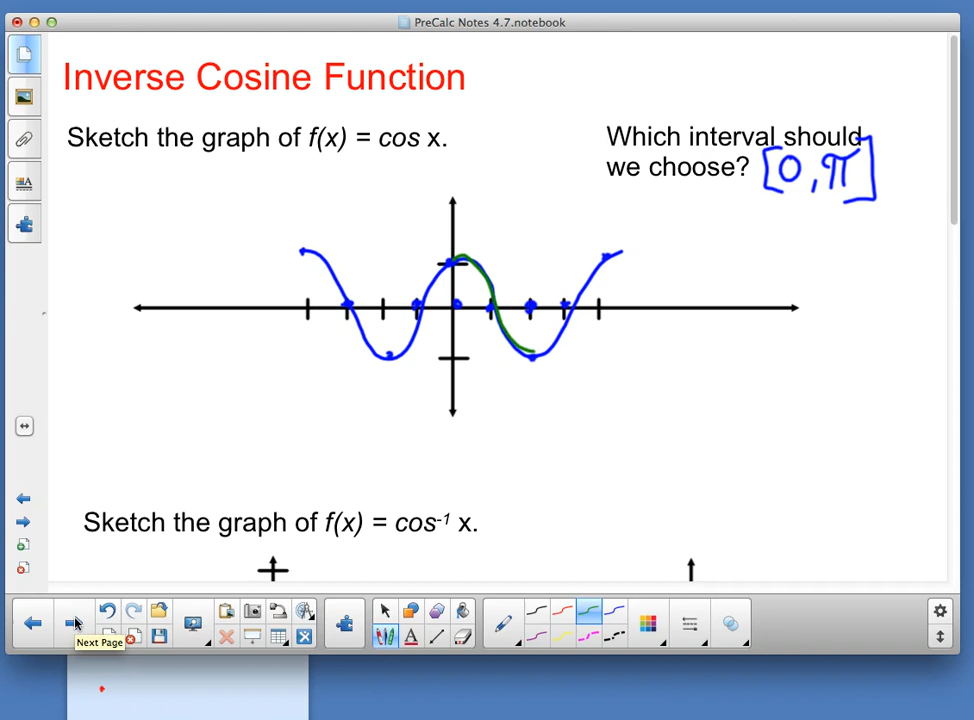 PreCalc Notes 4.7.notebook
Inverse Cosine Function
Sketch the graph of f(x) = cos x.
Which interval should
we choose? [0, π]
Sketch the graph of f(x) = cos-1 x.
Next Page